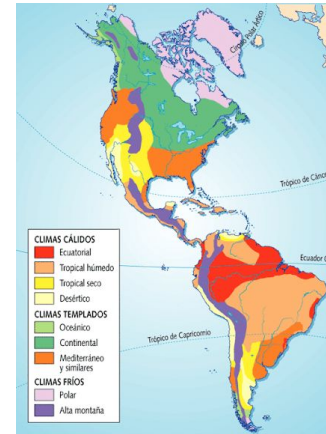 Círculo Polar Ártico
Trópico de Cáncer
Ecuador
Trópico de Capricornio
CLIMAS CÁLIDOS
Ecuatorial
Tropical húmedo
Tropical seco
Desértico
CLIMAS TEMPLADOS
Oceánico
Continental
Mediterráneo
y similares
CLIMAS FRÍOS
Polar
Alta montaña